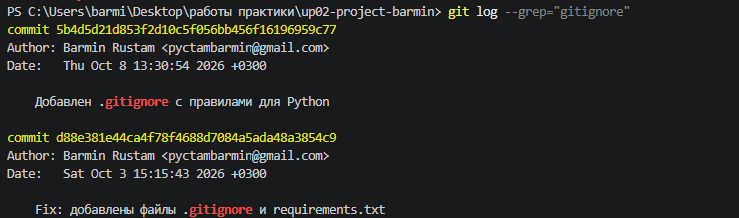 PS C:\Users\barmi\Desktop\работы практики\up02-project-barmin> git log --grep="gitignore"
commit 5b4d5d21d853f2d10c5f056bb456f16196959c77
Author: Barmin Rustam <pyctambarmin@gmail.com>
Date:   Thu Oct 8 13:30:54 2026 +0300
    Добавлен .gitignore с правилами для Python
commit d88e381e44ca4f78f4688d7084a5ada48a3854c9
Author: Barmin Rustam <pyctambarmin@gmail.com>
Date:   Sat Oct 3 15:15:43 2026 +0300
    Fix: добавлены файлы .gitignore и requirements.txt